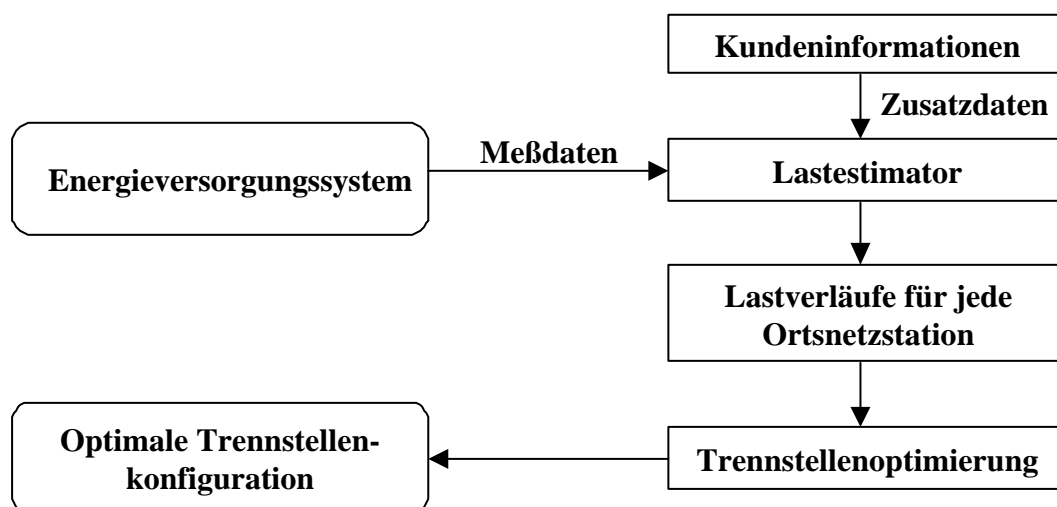 Kundeninformationen
Zusatzdaten
Meßdaten
Energieversorgungssystem
Lastestimator
Lastverläufe für jede
Ortsnetzstation
Optimale Trennstellen-
konfiguration
Trennstellenoptimierung